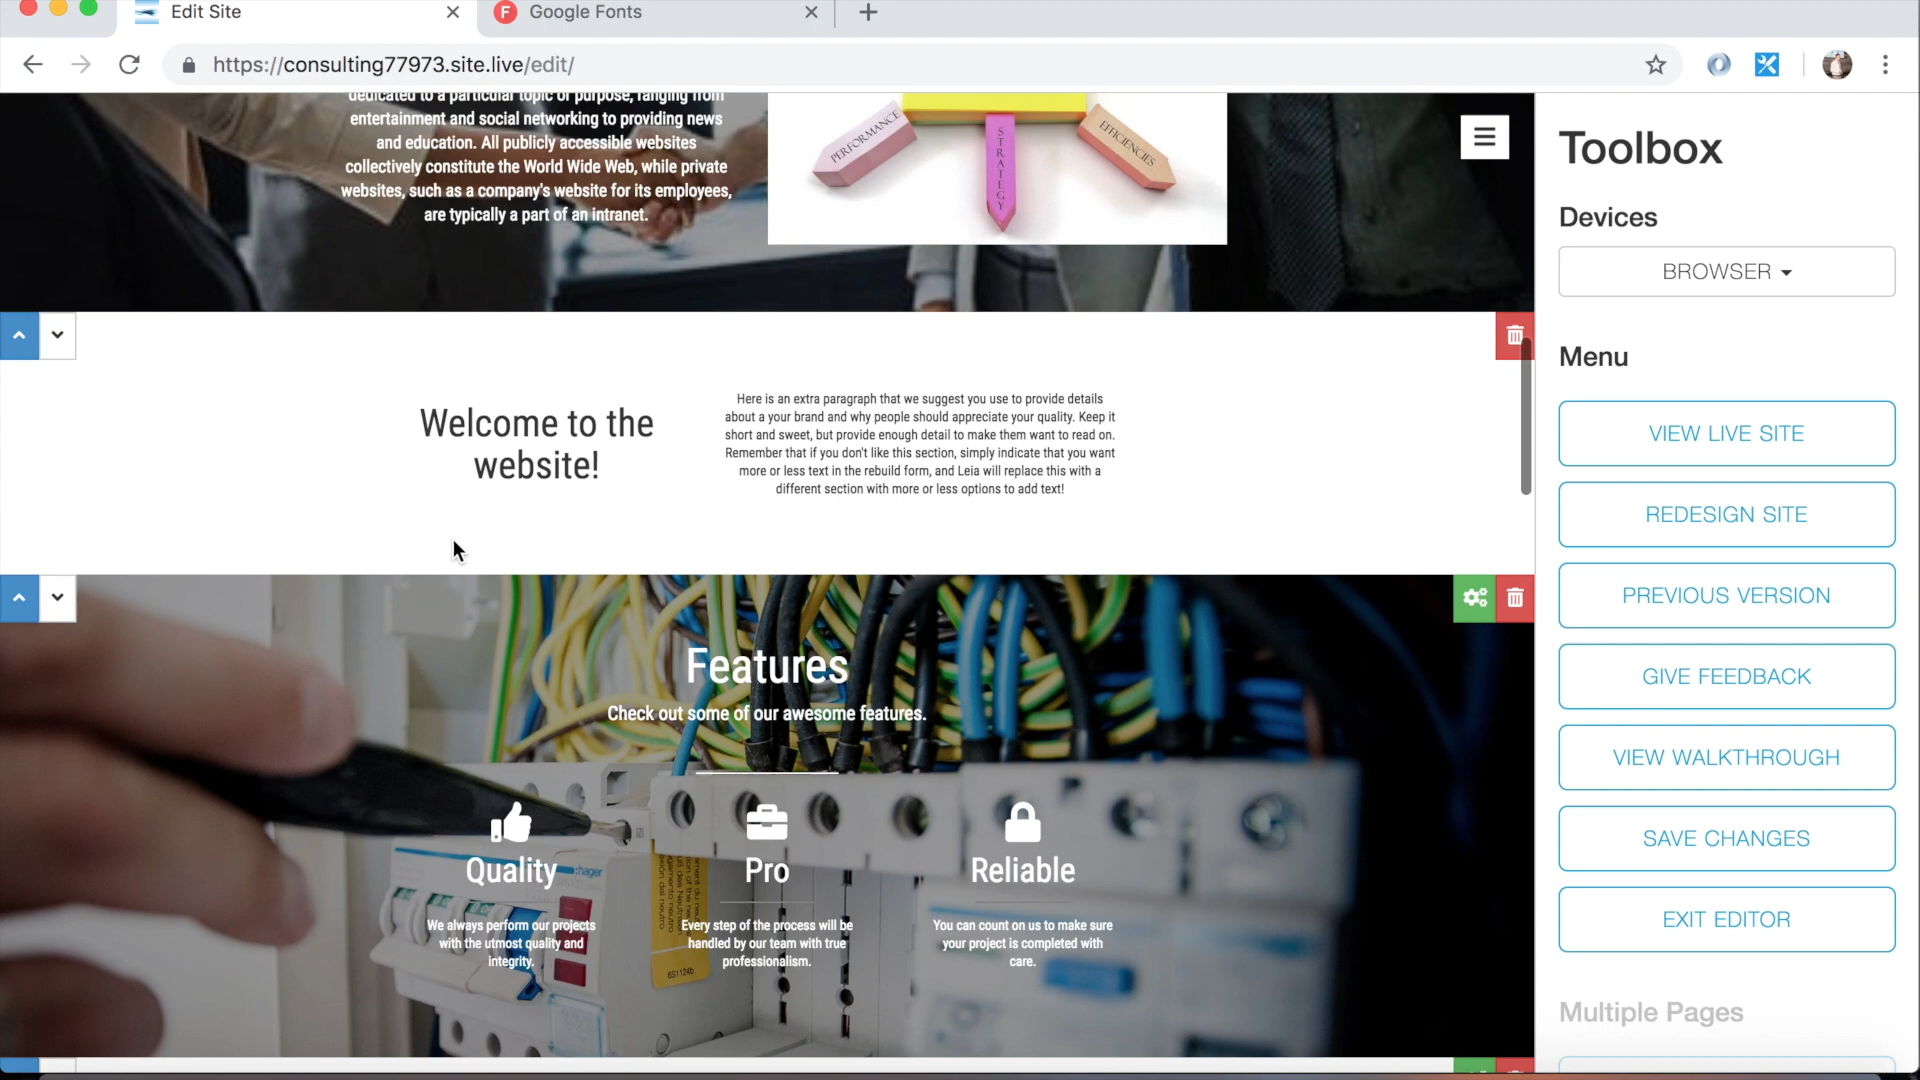 Edit Site
Google Fonts
https://consulting77973.site.live/edit/
dedicated to a particular topic or purpose, ranging from
entertainment and social networking to providing news
and education. All publicly accessible websites
collectively constitute the World Wide Web, while private
websites, such as a company's website for its employees,
are typically a part of an intranet.
PERFORMANCE
STRATEGY
EFFICIENCIES
Toolbox
Devices
BROWSER
Menu
VIEW LIVE SITE
REDESIGN SITE
PREVIOUS VERSION
GIVE FEEDBACK
VIEW WALKTHROUGH
SAVE CHANGES
EXIT EDITOR
Multiple Pages
Welcome to the
website!
Here is an extra paragraph that we suggest you use to provide details
about a your brand and why people should appreciate your quality. Keep it
short and sweet, but provide enough detail to make them want to read on.
Remember that if you don't like this section, simply indicate that you want
more or less text in the rebuild form, and Leia will replace this with a
different section with more or less options to add text!
Features
Check out some of our awesome features.
Quality
We always perform our projects
with the utmost quality and
integrity.
Pro
Every step of the process will be
handled by our team with true
professionalism.
Reliable
You can count on us to make sure
your project is completed with
care.
hager